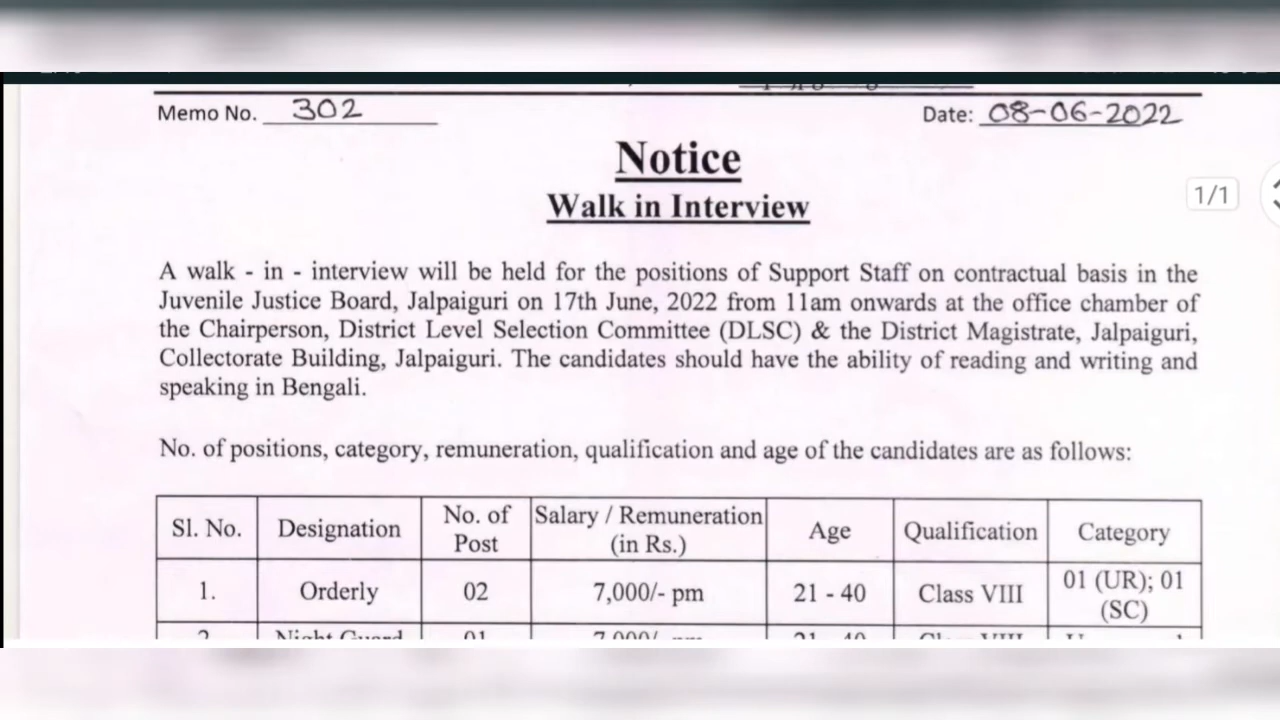 Memo No. 302
Date: 08-06-2022
Notice
Walk in Interview
1/1
A walk - in - interview will be held for the positions of Support Staff on contractual basis in the
Juvenile Justice Board, Jalpaiguri on 17th June, 2022 from 11am onwards at the office chamber of
the Chairperson, District Level Selection Committee (DLSC) & the District Magistrate, Jalpaiguri,
Collectorate Building, Jalpaiguri. The candidates should have the ability of reading and writing and
speaking in Bengali.
No. of positions, category, remuneration, qualification and age of the candidates are as follows:
Sl. No. Designation No. of Post Salary / Remuneration (in Rs.) Age Qualification Category
1. Orderly 02 7,000/- pm 21 - 40 Class VIII 01 (UR); 01 (SC)